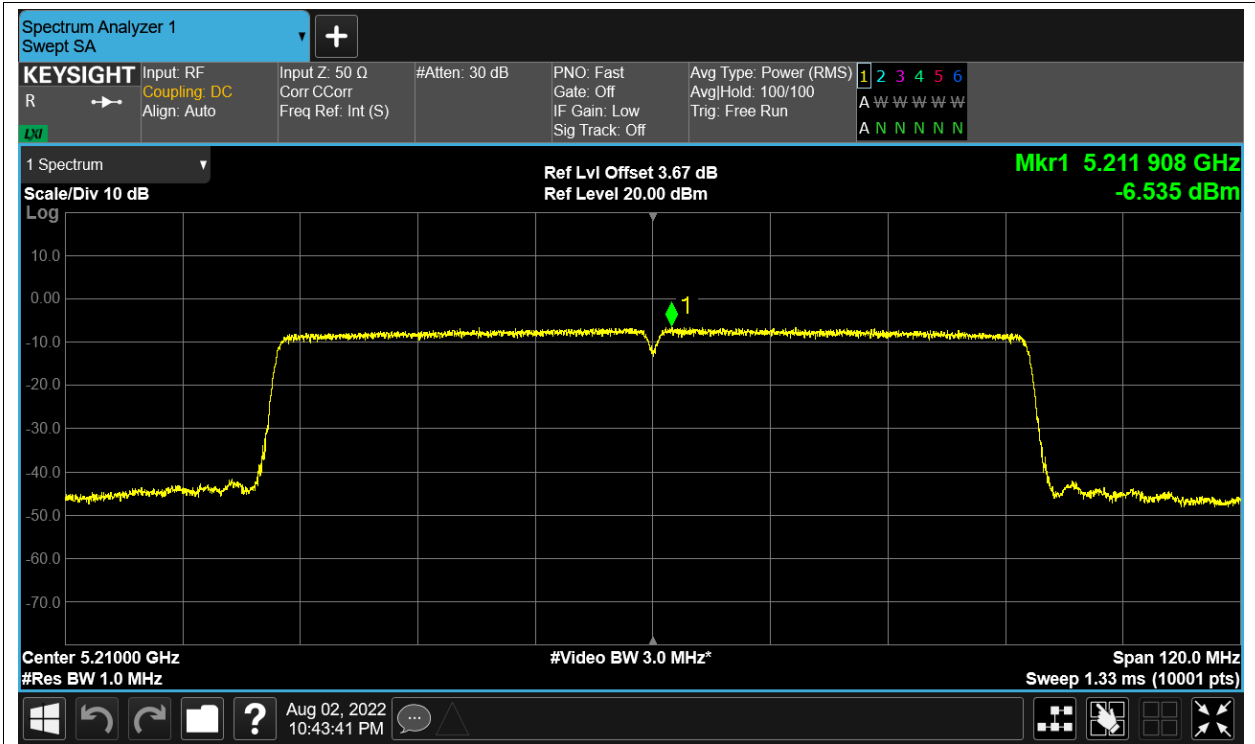 Spectrum Analyzer 1
Swept SA
KEYSIGHT
R
LXI
Input: RF
Coupling: DC
Align: Auto
Input Z: 50 Ω
Corr CCorr
Freq Ref: Int (S)
#Atten: 30 dB
PNO: Fast
Gate: Off
IF Gain: Low
Sig Track: Off
Avg Type: Power (RMS)
Avg|Hold: 100/100
Trig: Free Run
1 2 3 4 5 6
A W W W W W
A N N N N N
1 Spectrum
Scale/Div 10 dB
Log
Ref Lvl Offset 3.67 dB
Ref Level 20.00 dBm
Mkr1 5.211 908 GHz
-6.535 dBm
10.0
0.00
1
-10.0
-20.0
-30.0
-40.0
-50.0
-60.0
-70.0
Center 5.21000 GHz
#Video BW 3.0 MHz*
Span 120.0 MHz
#Res BW 1.0 MHz
Sweep 1.33 ms (10001 pts)
?
Aug 02, 2022
10:43:41 PM